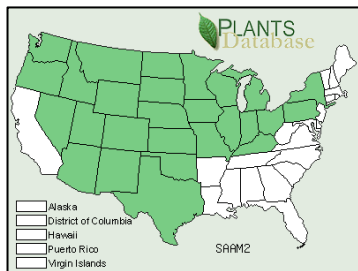 PLANTS
Database
Alaska
District of Columbia
Hawaii
Puerto Rico
Virgin Islands
SAAM2